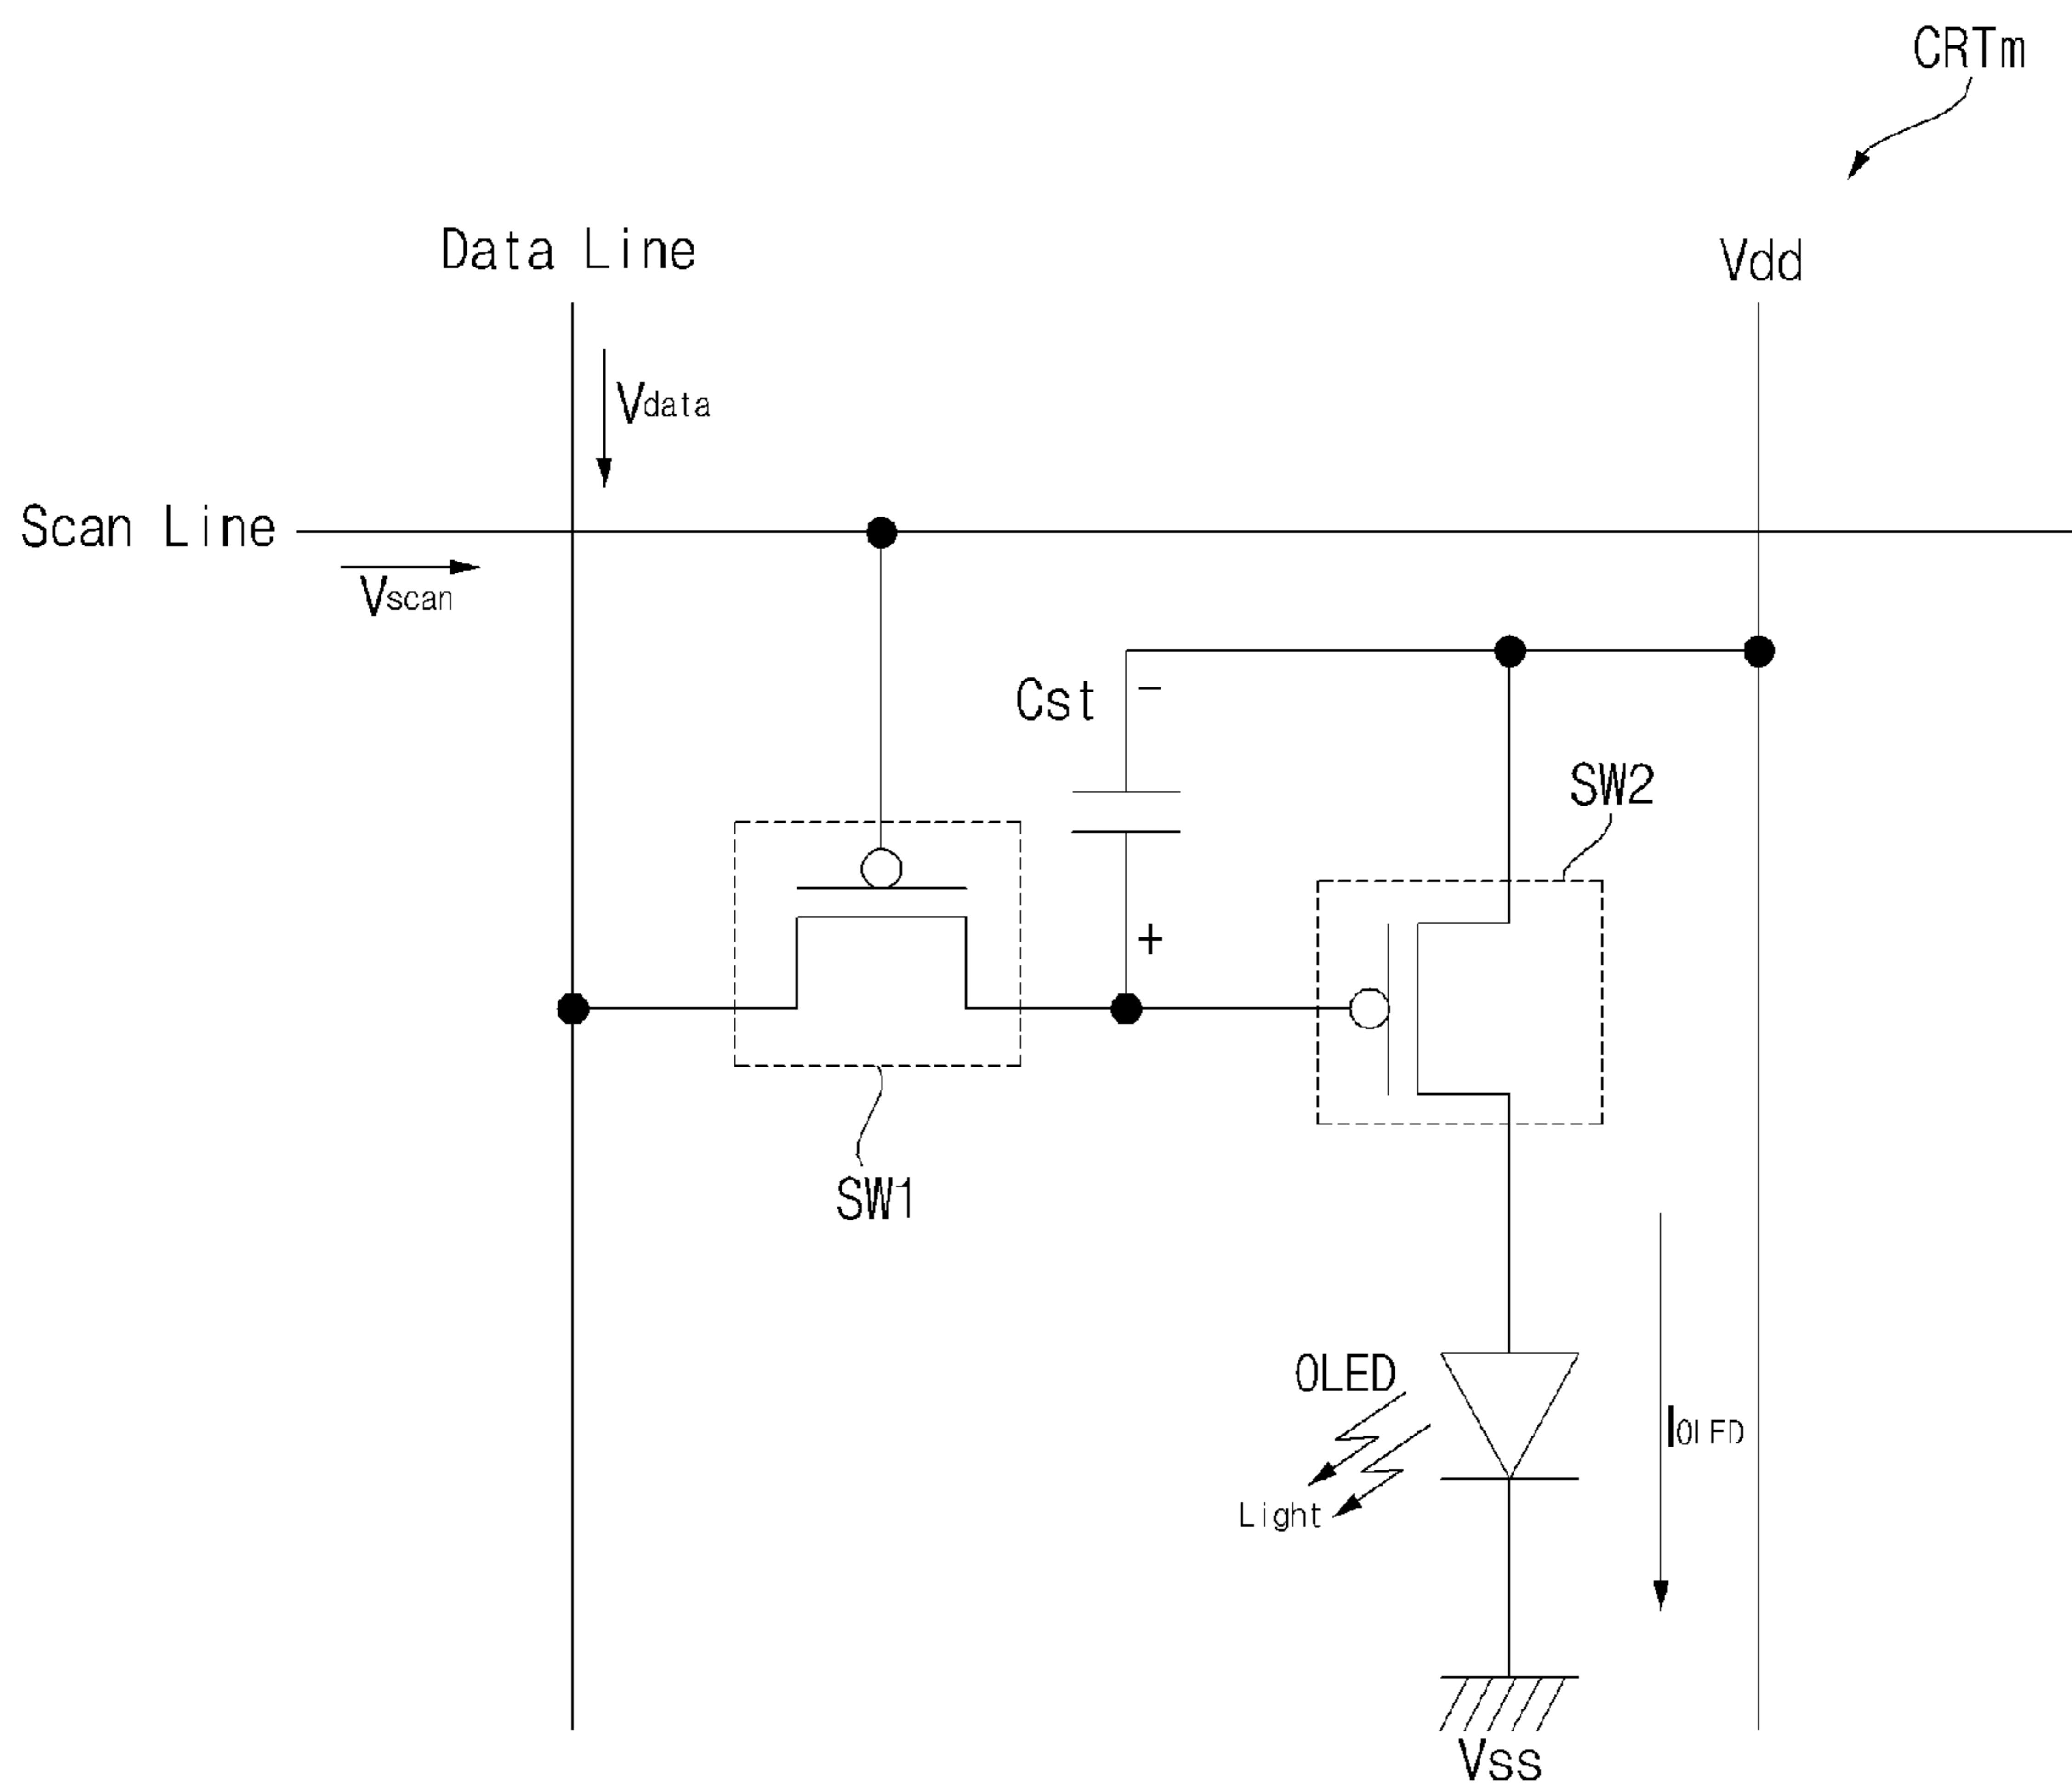 CRTm
Data Line
Vdd
Vdata
Scan Line
Vscan
Cst
-
SW2
+
SW1
OLED
IOLED
Light
Vss